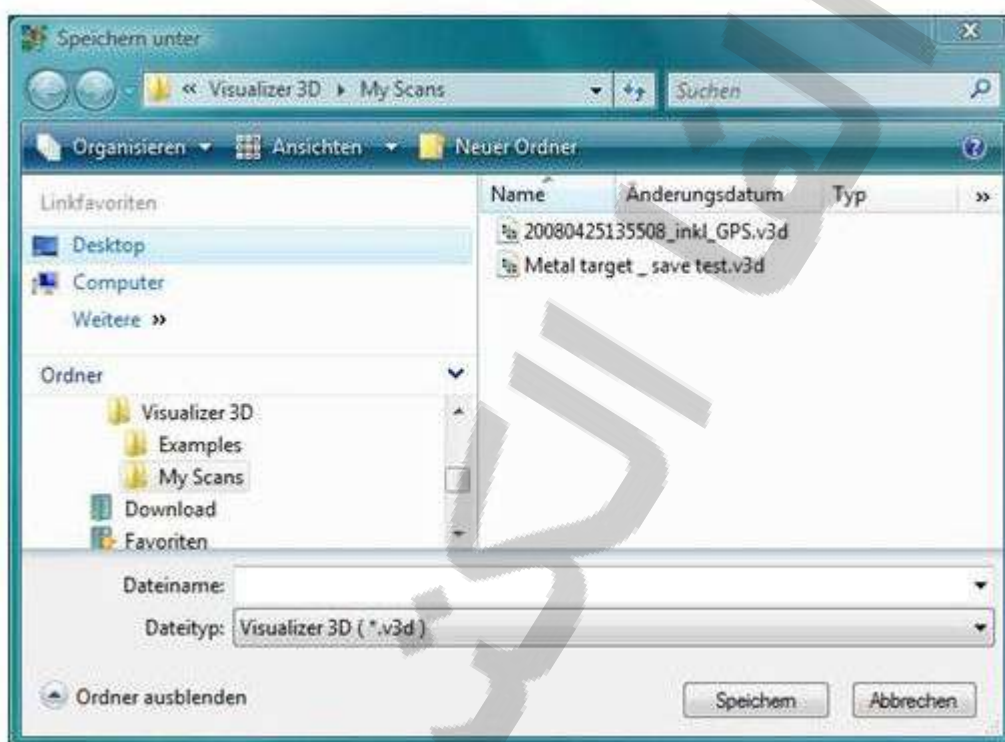 Speichern unter
« Visualizer 3D ▸ My Scans
Suchen
Organisieren Ansichten Neuer Ordner
Linkfavoriten
Desktop
Computer
Weitere »
Ordner
Visualizer 3D
Examples
My Scans
Download
Favoriten
Name Änderungsdatum Typ »
20080425135508_inkl_GPS.v3d
Metal target _ save test.v3d
Dateiname:
Dateityp: Visualizer 3D ( *.v3d )
Ordner ausblenden
Speichern Abbrechen